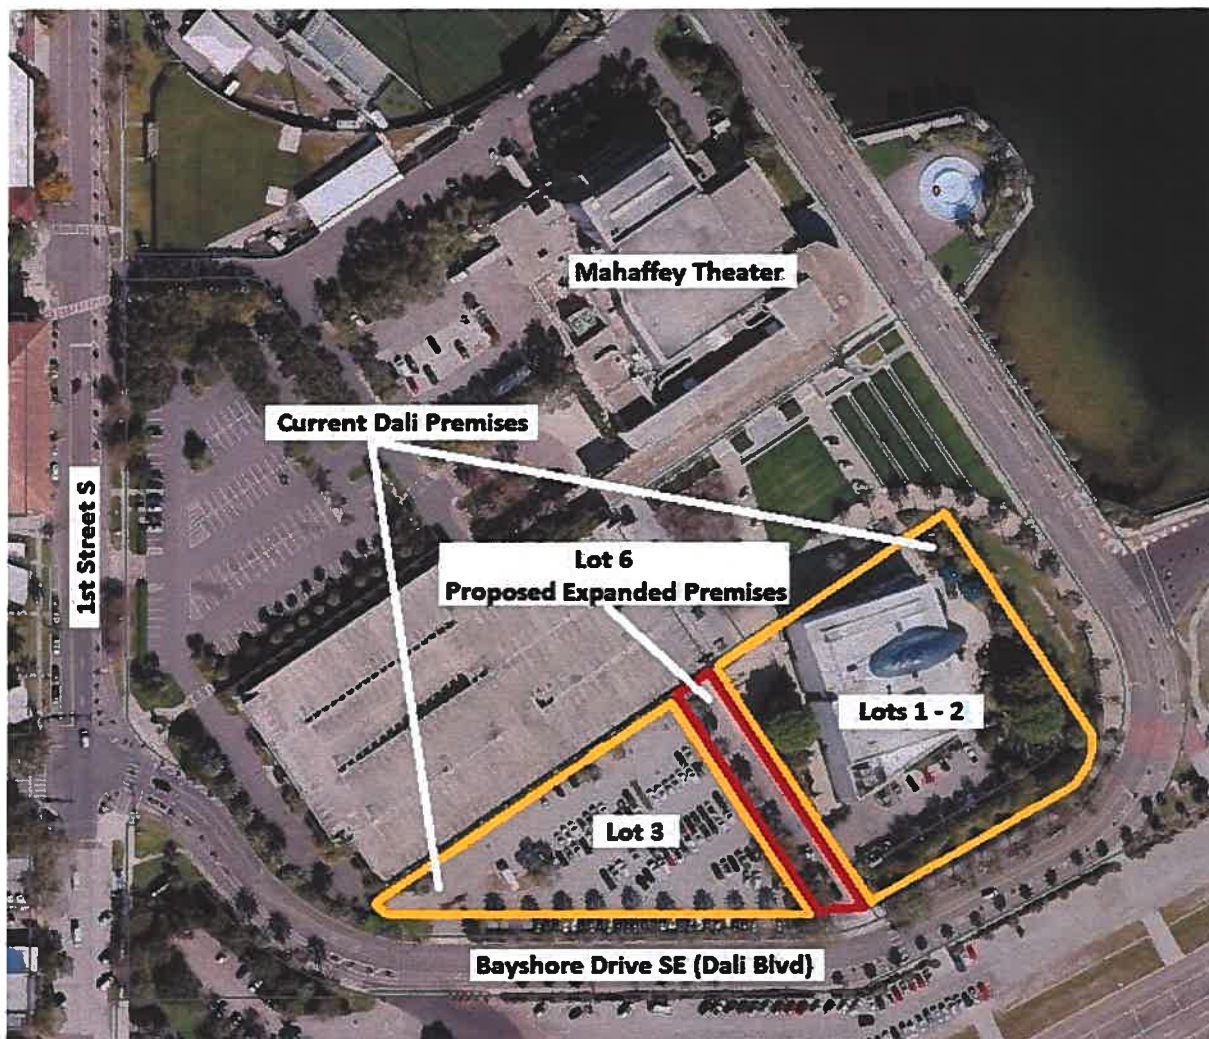 Mahaffey Theater
Current Dali Premises
1st Street S
Lot 6
Proposed Expanded Premises
Lots 1 - 2
Lot 3
Bayshore Drive SE (Dali Blvd)